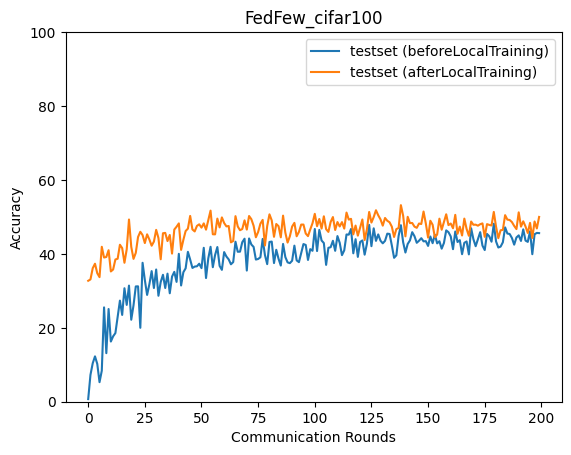 FedFew_cifar100
testset (beforeLocalTraining)
testset (afterLocalTraining)
Accuracy
100
80
60
40
20
0
0 25 50 75 100 125 150 175 200
Communication Rounds